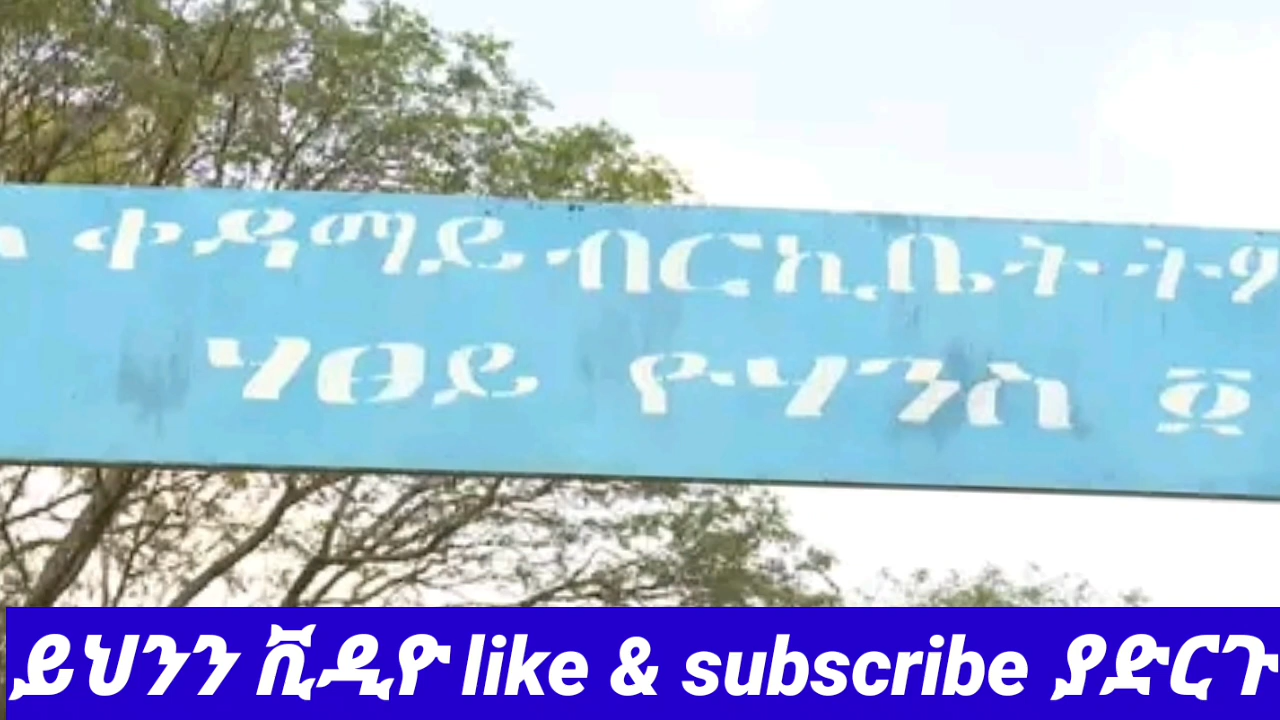 ቀዳማይ ብርኪ ቤት ት
ሃፀይ ዮሃንስ ፬
ይህንን ቪዲዮ like & subscribe ያድርጉ